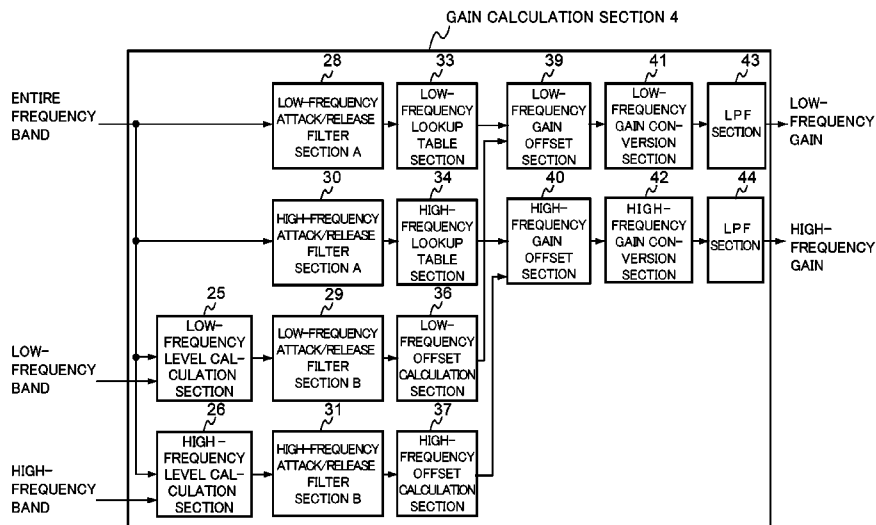 GAIN CALCULATION SECTION 4
28
33
39
41
43
ENTIRE
FREQUENCY
BAND
LOW-FREQUENCY
ATTACK/RELEASE
FILTER
SECTION A
LOW-
FREQUENCY
LOOKUP
TABLE
SECTION
LOW-
FREQUENCY
GAIN
OFFSET
SECTION
LOW-
FREQUENCY
GAIN CON-
VERSION
SECTION
LPF
SECTION
LOW-
FREQUENCY
GAIN
30
34
40
42
44
HIGH-FREQUENCY
ATTACK/RELEASE
FILTER
SECTION A
HIGH-
FREQUENCY
LOOKUP
TABLE
SECTION
HIGH-
FREQUENCY
GAIN
OFFSET
SECTION
HIGH-
FREQUENCY
GAIN CON-
VERSION
SECTION
LPF
SECTION
HIGH-
FREQUENCY
GAIN
25
29
36
LOW-
FREQUENCY
BAND
LOW-
FREQUENCY
LEVEL CAL-
CULATION
SECTION
LOW-FREQUENCY
ATTACK/RELEASE
FILTER
SECTION B
LOW-
FREQUENCY
OFFSET
CALCULATION
SECTION
26
31
37
HIGH-
FREQUENCY
BAND
HIGH-
FREQUENCY
LEVEL CAL-
CULATION
SECTION
HIGH-FREQUENCY
ATTACK/RELEASE
FILTER
SECTION B
HIGH-
FREQUENCY
OFFSET
CALCULATION
SECTION